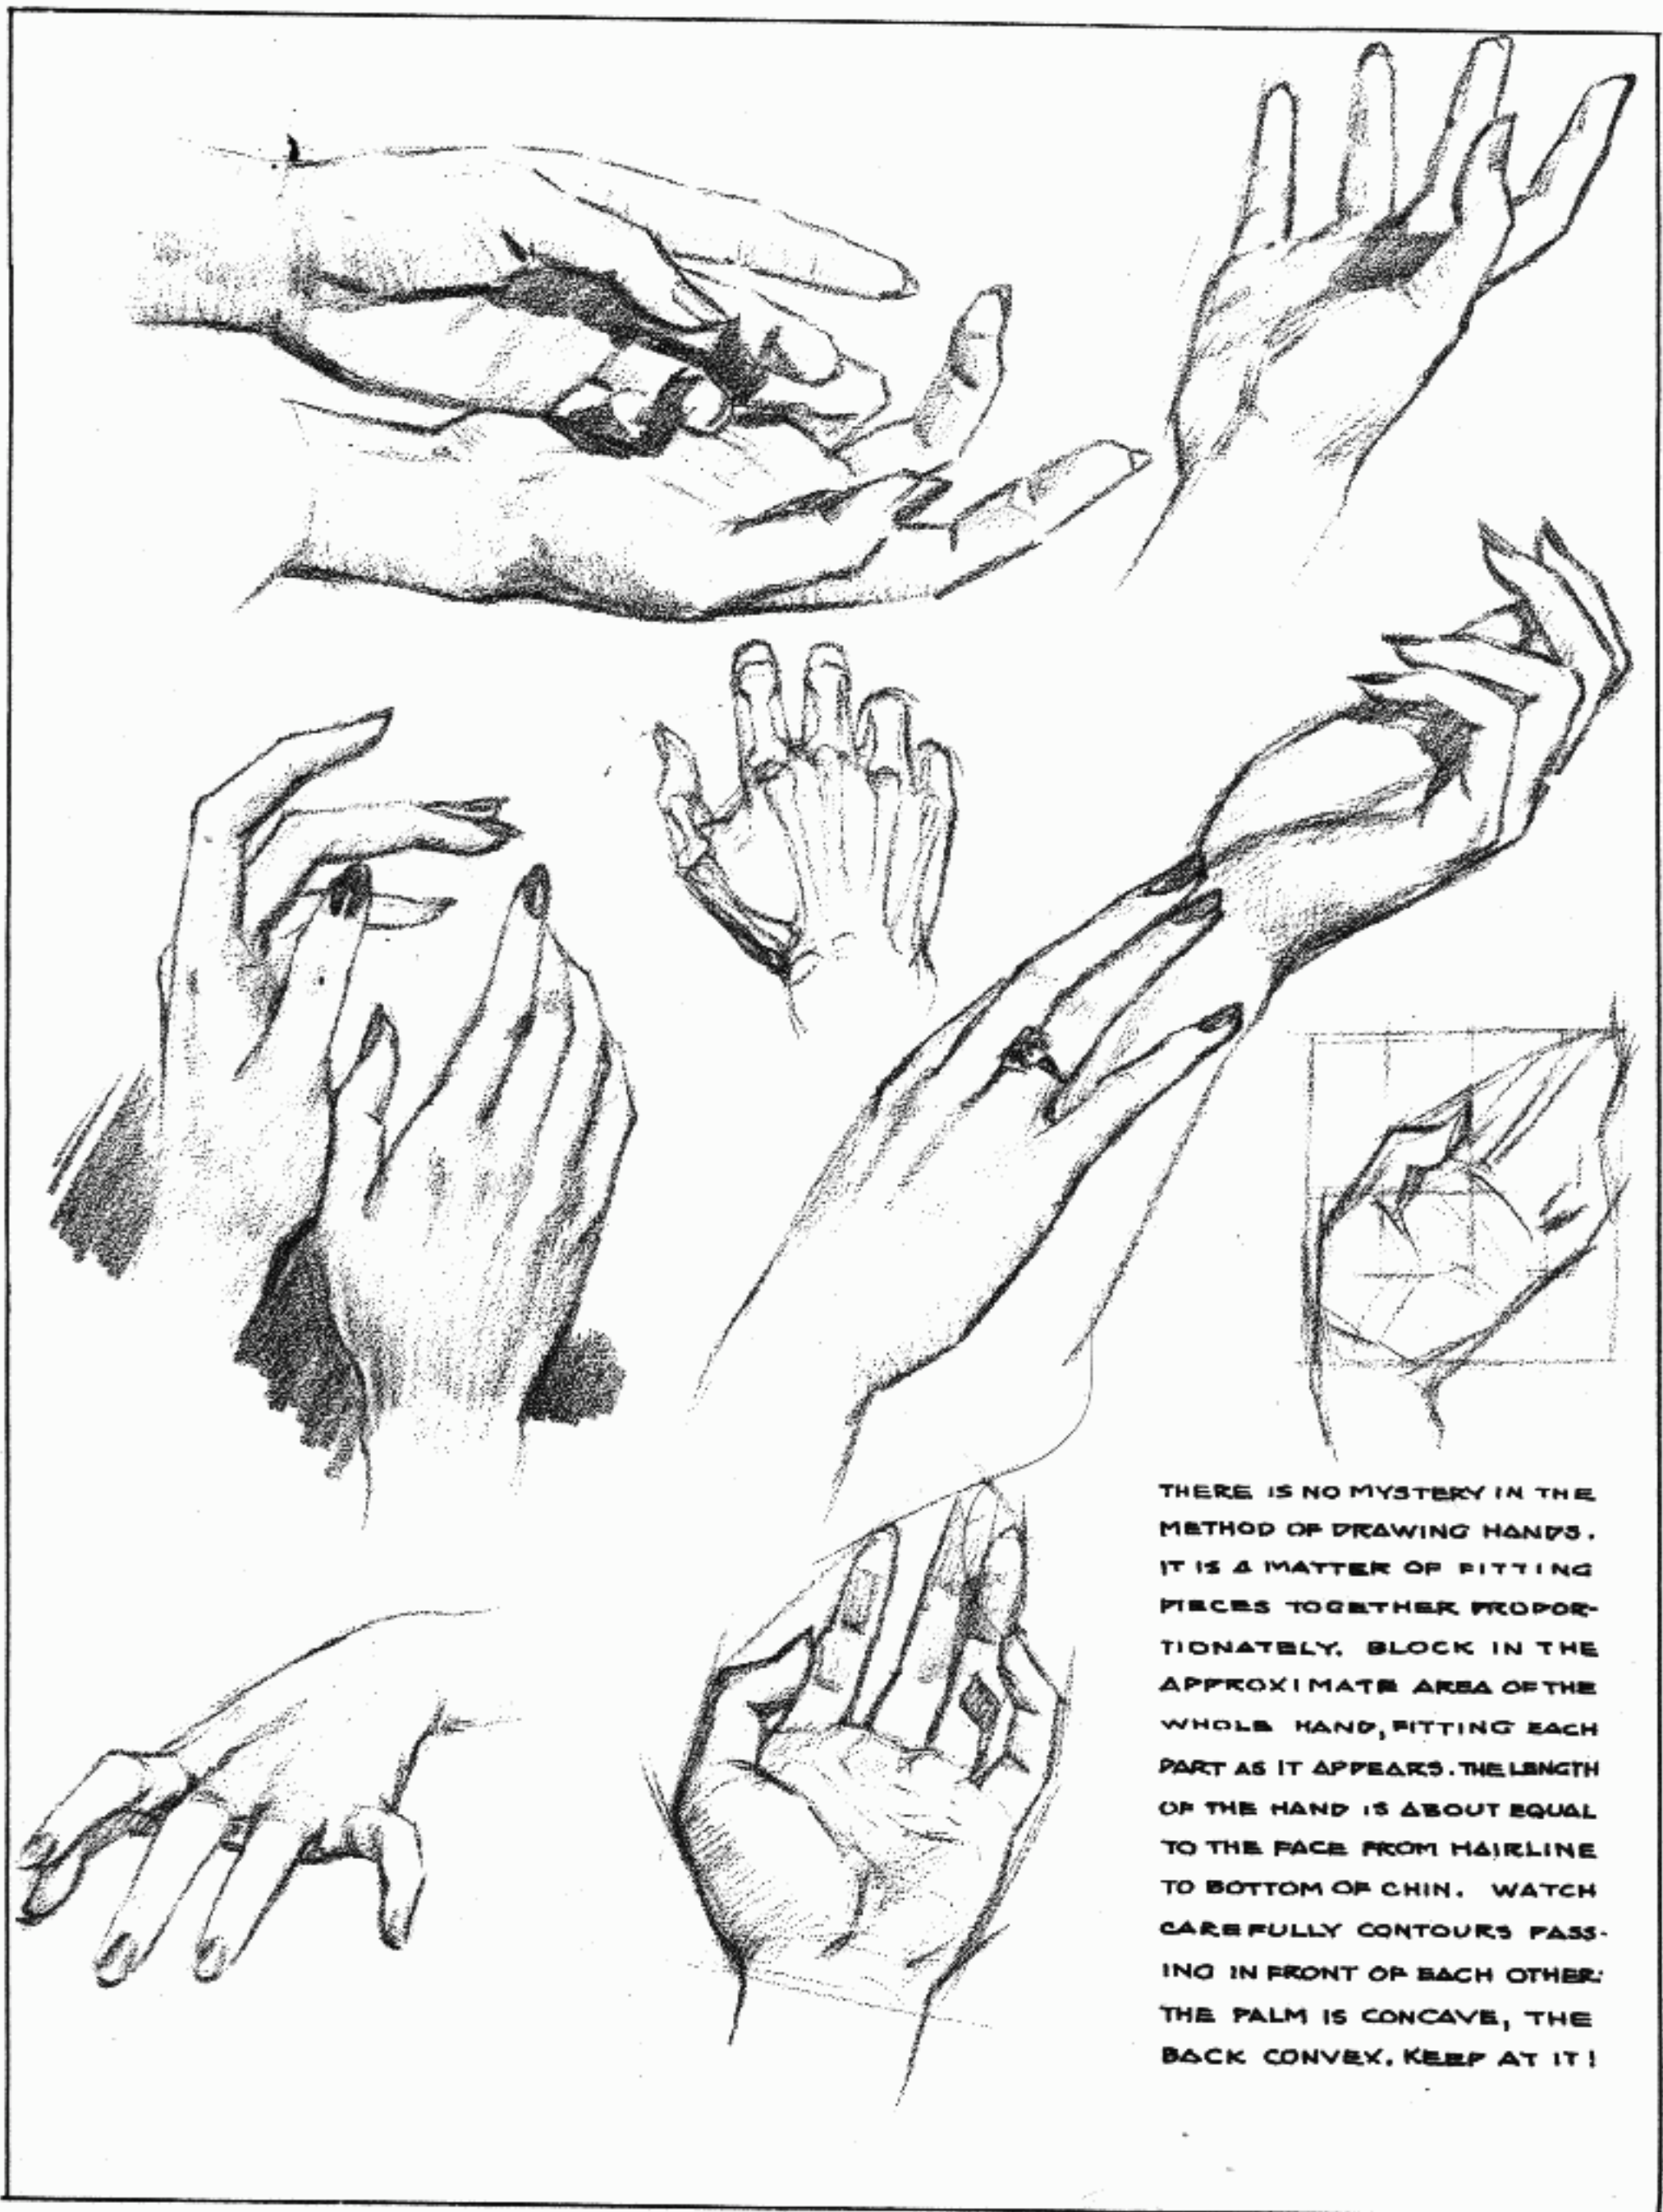 THERE IS NO MYSTERY IN THE
METHOD OF DRAWING HANDS.
IT IS A MATTER OF FITTING
PIECES TOGETHER PROPOR-
TIONATELY. BLOCK IN THE
APPROXIMATE AREA OF THE
WHOLE HAND, FITTING EACH
PART AS IT APPEARS. THE LENGTH
OF THE HAND IS ABOUT EQUAL
TO THE FACE FROM HAIRLINE
TO BOTTOM OF CHIN. WATCH
CAREFULLY CONTOURS PASS-
ING IN FRONT OF EACH OTHER.
THE PALM IS CONCAVE, THE
BACK CONVEX. KEEP AT IT!